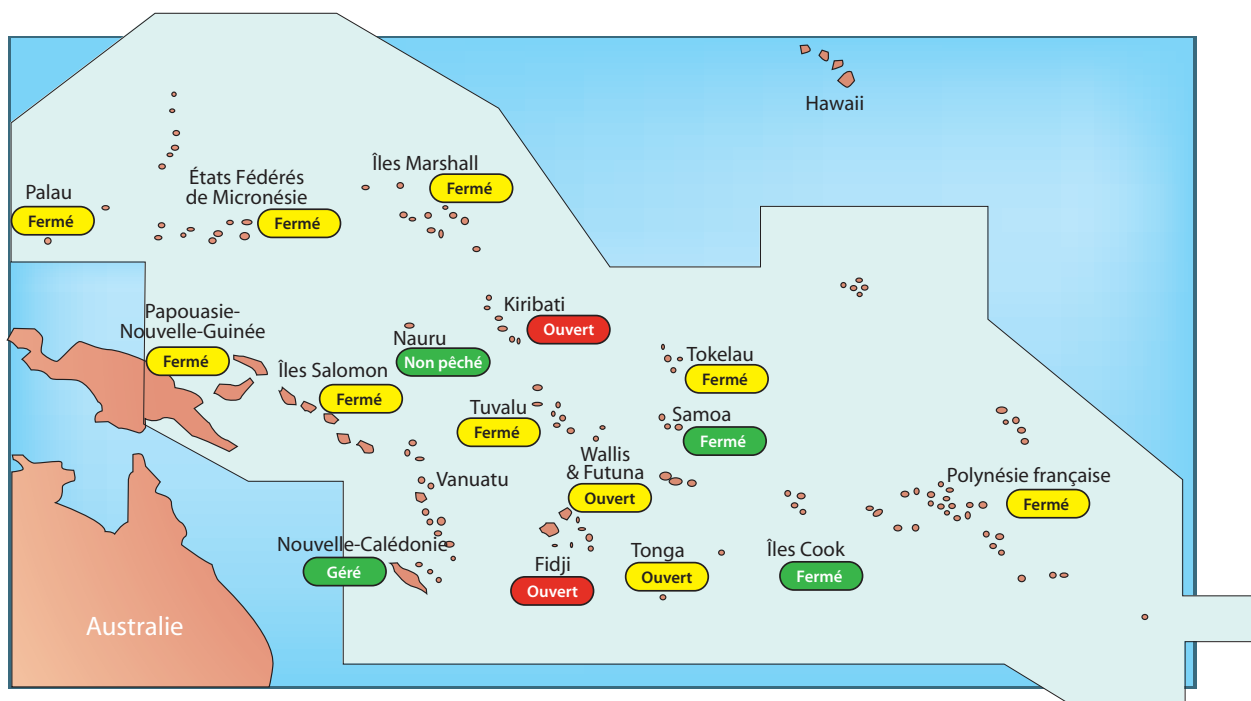 Hawaii
Îles Marshall
Fermé
États Fédérés
de Micronésie
Fermé
Palau
Fermé
Kiribati
Ouvert
Papouasie-
Nouvelle-Guinée
Fermé
Nauru
Non pêché
Îles Salomon
Fermé
Tokelau
Fermé
Tuvalu
Fermé
Samoa
Fermé
Wallis
& Futuna
Ouvert
Vanuatu
Polynésie française
Fermé
Nouvelle-Calédonie
Géré
Fidji
Ouvert
Tonga
Ouvert
Îles Cook
Fermé
Australie